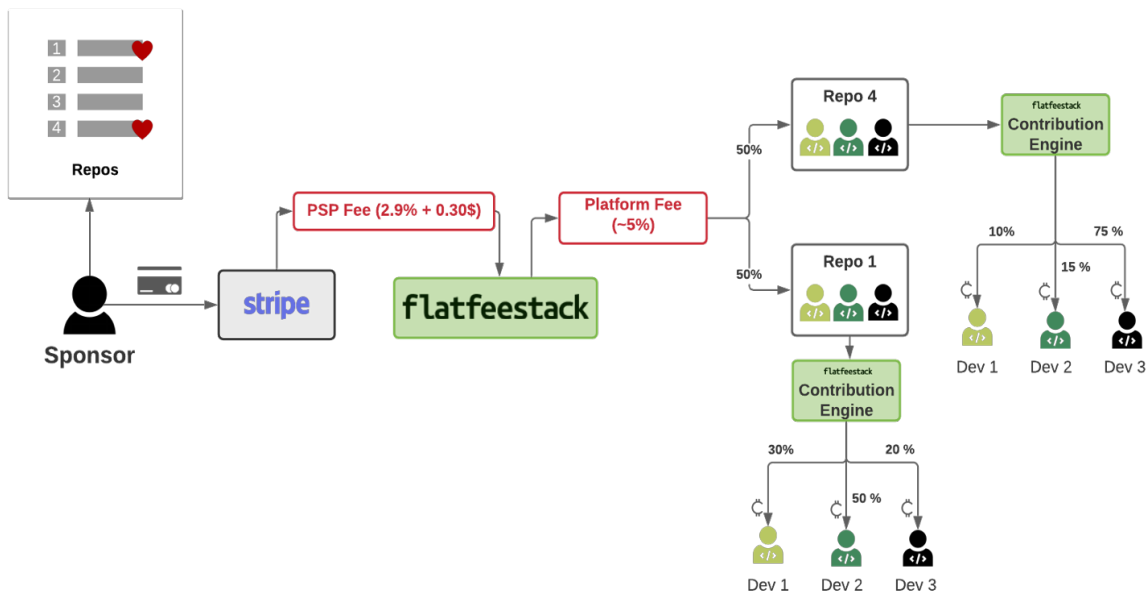 1
2
3
4
Repos
Sponsor
stripe
PSP Fee (2.9% + 0.30$)
flatfeestack
Platform Fee
(~5%)
50%
50%
Repo 4
</>
</>
</>
flatfeestack
Contribution
Engine
10%
75 %
15 %
</>
</>
</>
Dev 1
Dev 2
Dev 3
Repo 1
</>
</>
</>
flatfeestack
Contribution
Engine
30%
20 %
50 %
</>
</>
</>
Dev 1
Dev 2
Dev 3